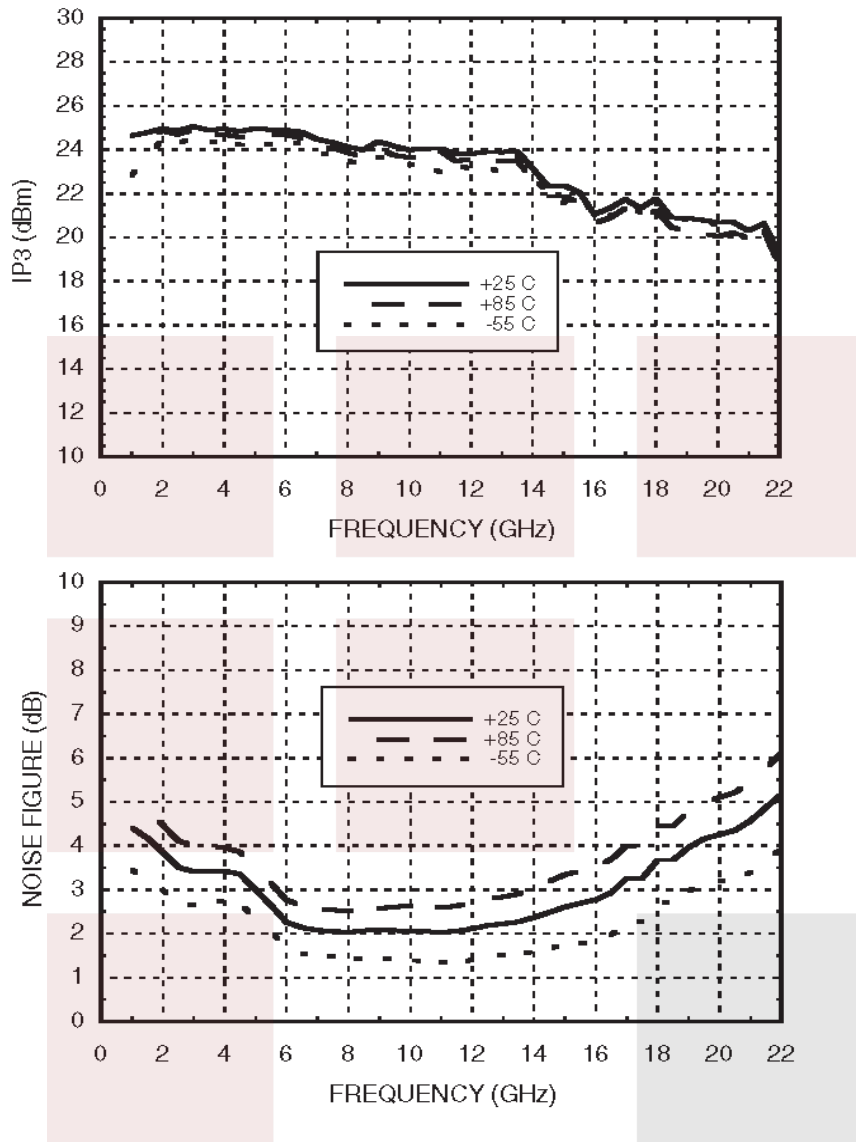 30
28
26
24
22
20
18
16
14
12
10
IP3 (dBm)
+25 C
+85 C
-55 C
0 2 4 6 8 10 12 14 16 18 20 22
FREQUENCY (GHz)
10
9
8
7
6
5
4
3
2
1
0
NOISE FIGURE (dB)
+25 C
+85 C
-55 C
0 2 4 6 8 10 12 14 16 18 20 22
FREQUENCY (GHz)